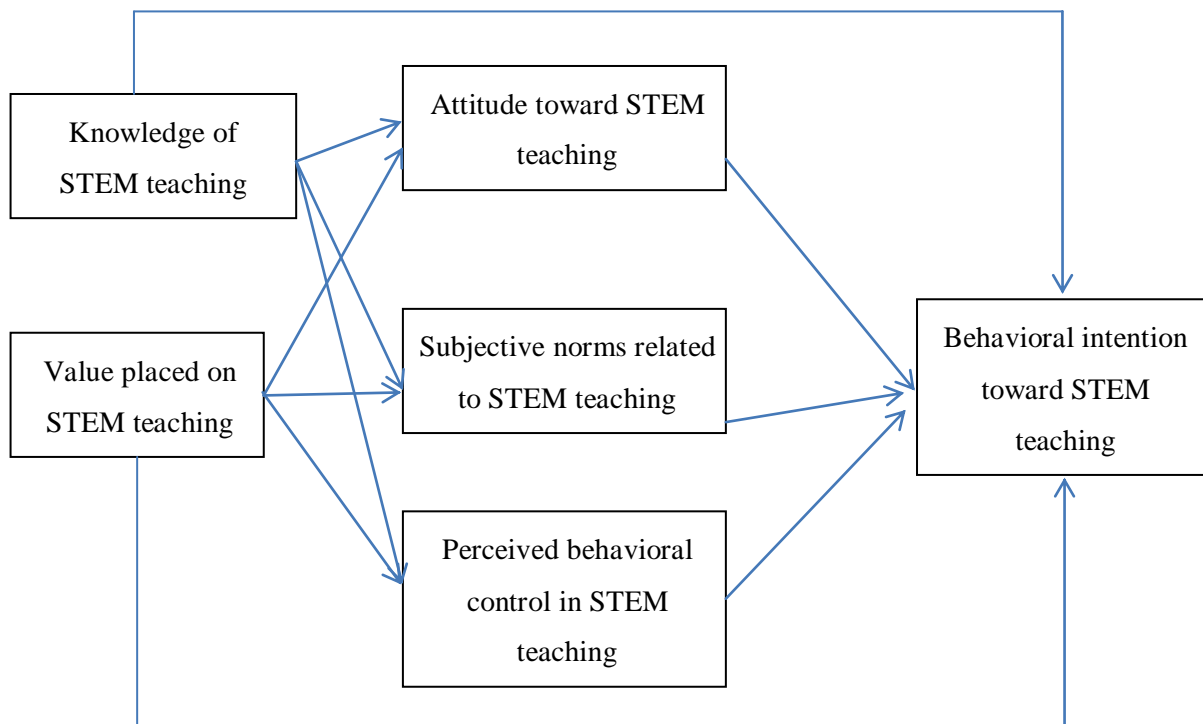 Knowledge of
STEM teaching
Value placed on
STEM teaching
Attitude toward STEM
teaching
Subjective norms related
to STEM teaching
Perceived behavioral
control in STEM
teaching
Behavioral intention
toward STEM
teaching